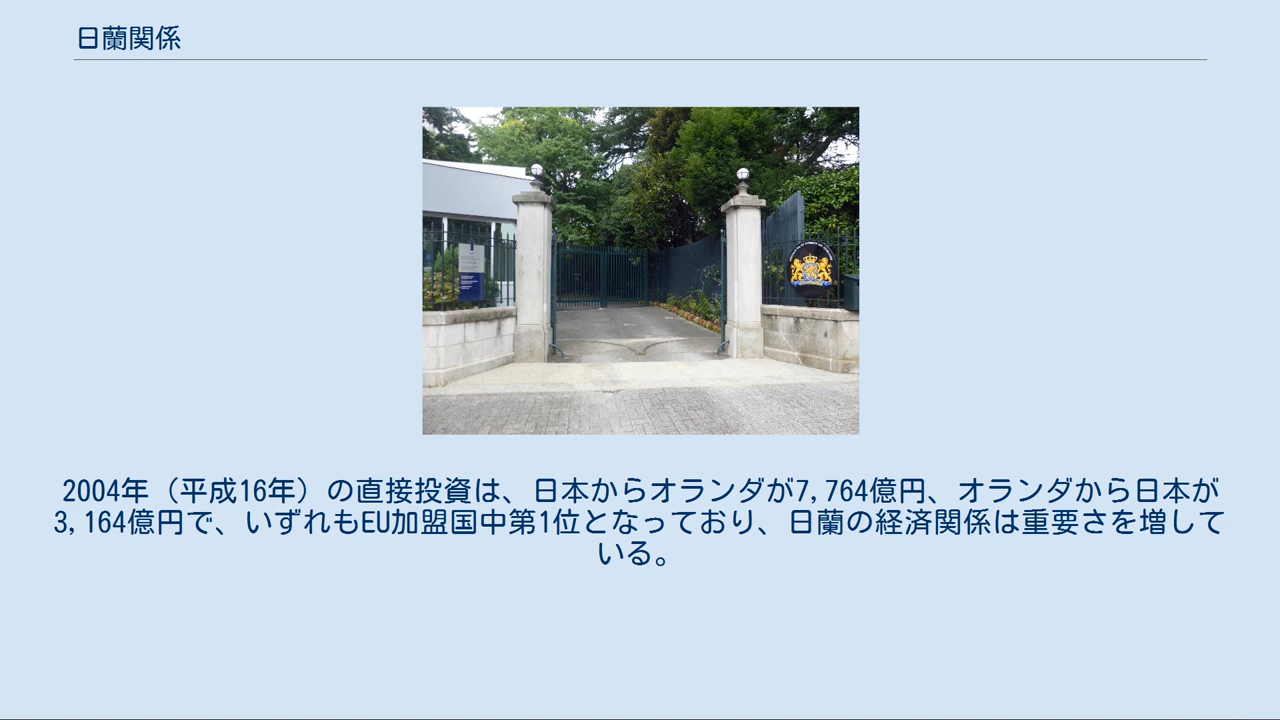 日蘭関係
2004年（平成16年）の直接投資は、日本からオランダが7,764億円、オランダから日本が
3,164億円で、いずれもEU加盟国中第1位となっており、日蘭の経済関係は重要さを増して
いる。